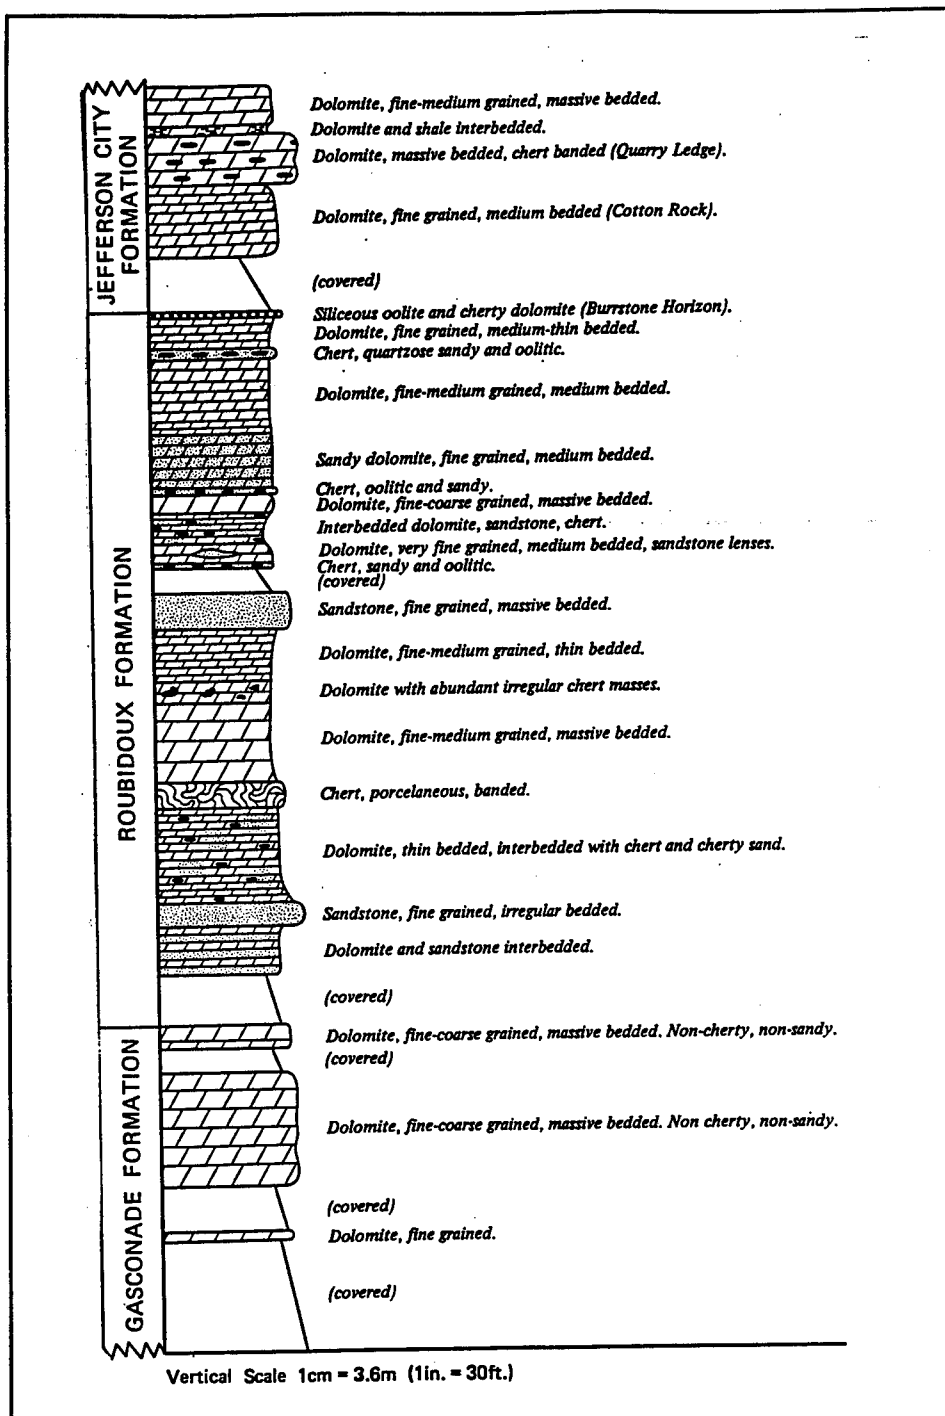 JEFFERSON CITY
FORMATION
Dolomite, fine-medium grained, massive bedded.
Dolomite and shale interbedded.
Dolomite, massive bedded, chert banded (Quarry Ledge).
Dolomite, fine grained, medium bedded (Cotton Rock).
(covered)
ROUBIDOUX FORMATION
Siliceous oolite and cherty dolomite (Burrstone Horizon).
Dolomite, fine grained, medium-thin bedded.
Chert, quartzose sandy and oolitic.
Dolomite, fine-medium grained, medium bedded.
Sandy dolomite, fine grained, medium bedded.
Chert, oolitic and sandy.
Dolomite, fine-coarse grained, massive bedded.
Interbedded dolomite, sandstone, chert.
Dolomite, very fine grained, medium bedded, sandstone lenses.
Chert, sandy and oolitic.
(covered)
Sandstone, fine grained, massive bedded.
Dolomite, fine-medium grained, thin bedded.
Dolomite with abundant irregular chert masses.
Dolomite, fine-medium grained, massive bedded.
Chert, porcelaneous, banded.
Dolomite, thin bedded, interbedded with chert and cherty sand.
Sandstone, fine grained, irregular bedded.
Dolomite and sandstone interbedded.
(covered)
GASCONADE FORMATION
Dolomite, fine-coarse grained, massive bedded. Non-cherty, non-sandy.
(covered)
Dolomite, fine-coarse grained, massive bedded. Non cherty, non-sandy.
(covered)
Dolomite, fine grained.
(covered)
Vertical Scale 1cm = 3.6m (1in. = 30ft.)